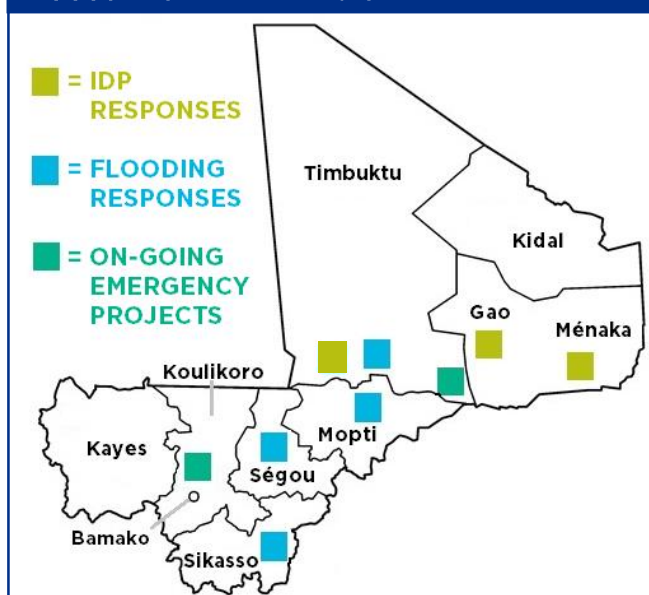 = IDP
RESPONSES
= FLOODING
RESPONSES
= ON-GOING
EMERGENCY
PROJECTS
Timbuktu
Kidal
Gao
Ménaka
Koulikoro
Kayes
Mopti
Ségou
Bamako
Sikasso